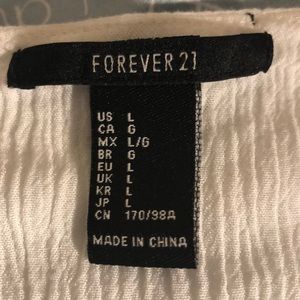 FOREVER 21
US L
CA G
MX L/G
BR G
EU L
UK L
KR L
JP L
CN 170/98A
MADE IN CHINA